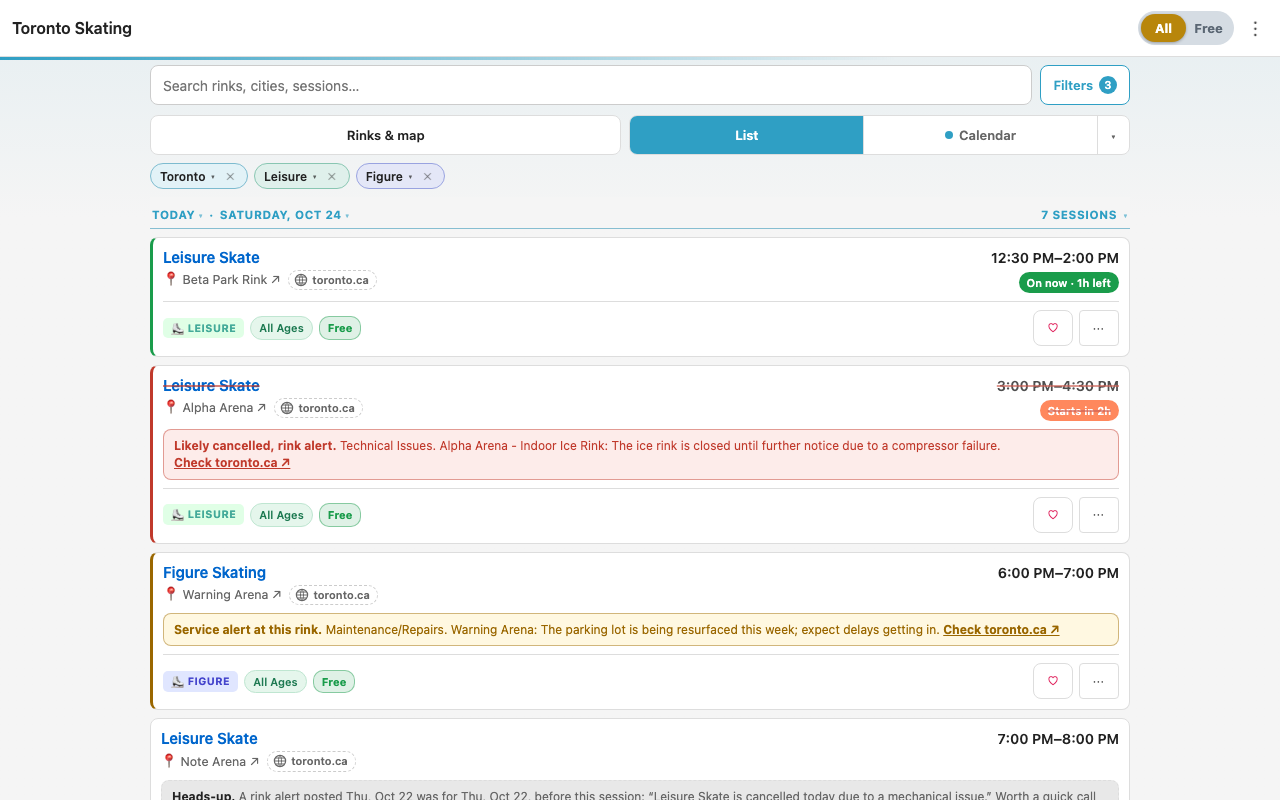 Toronto Skating
All Free ⋮
Search rinks, cities, sessions...
Filters 3
Rinks & map
List
Calendar
Toronto ✕
Leisure ✕
Figure ✕
TODAY · SATURDAY, OCT 24
7 SESSIONS
Leisure Skate
12:30 PM–2:00 PM
Beta Park Rink ↗ toronto.ca
On now · 1h left
LEISURE All Ages Free
♡ ...
Leisure Skate
3:00 PM–4:30 PM
Alpha Arena ↗ toronto.ca
Starts in 2h
Likely cancelled, rink alert. Technical Issues. Alpha Arena - Indoor Ice Rink: The ice rink is closed until further notice due to a compressor failure.
Check toronto.ca ↗
LEISURE All Ages Free
♡ ...
Figure Skating
6:00 PM–7:00 PM
Warning Arena ↗ toronto.ca
Service alert at this rink. Maintenance/Repairs. Warning Arena: The parking lot is being resurfaced this week; expect delays getting in. Check toronto.ca ↗
FIGURE All Ages Free
♡ ...
Leisure Skate
7:00 PM–8:00 PM
Note Arena ↗ toronto.ca
Heads-up. A rink alert posted Thu, Oct 22 was for Thu, Oct 22, before this session: “Leisure Skate is cancelled today due to a mechanical issue.” Worth a quick call